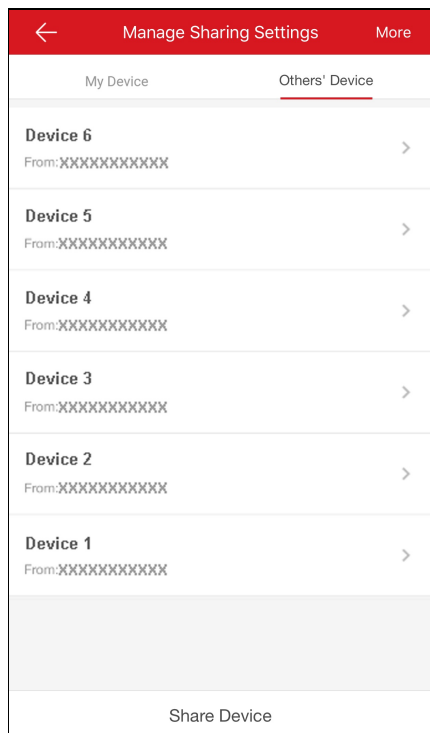 Manage Sharing Settings More
My Device Others' Device
Device 6
From:XXXXXXXXXXX
Device 5
From:XXXXXXXXXXX
Device 4
From:XXXXXXXXXXX
Device 3
From:XXXXXXXXXXX
Device 2
From:XXXXXXXXXXX
Device 1
From:XXXXXXXXXXX
Share Device